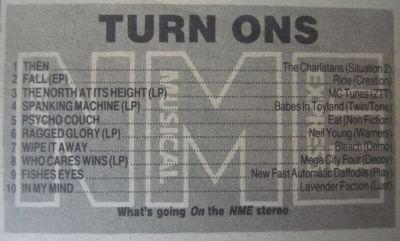 TURN ONS
1 THEN The Charlatans (Situation 2)
2 FALL (EP) Ride (Creation)
3 THE NORTH AT ITS HEIGHT (LP) MC Tunes (ZTT)
4 SPANKING MACHINE (LP) Babes In Toyland (Twin/Tone)
5 PSYCHO COUCH Eat (Non Fiction)
6 RAGGED GLORY (LP) Neil Young (Warners)
7 WIPE IT AWAY Bleach (Demo)
8 WHO CARES WINS (LP) Mega City Four (Decoy)
9 FISHES EYES New Fast Automatic Daffodils (Play)
10 IN MY MIND Lavender Faction (Lust)
NME
MUSICAL
EXPRESS
What's going On the NME stereo